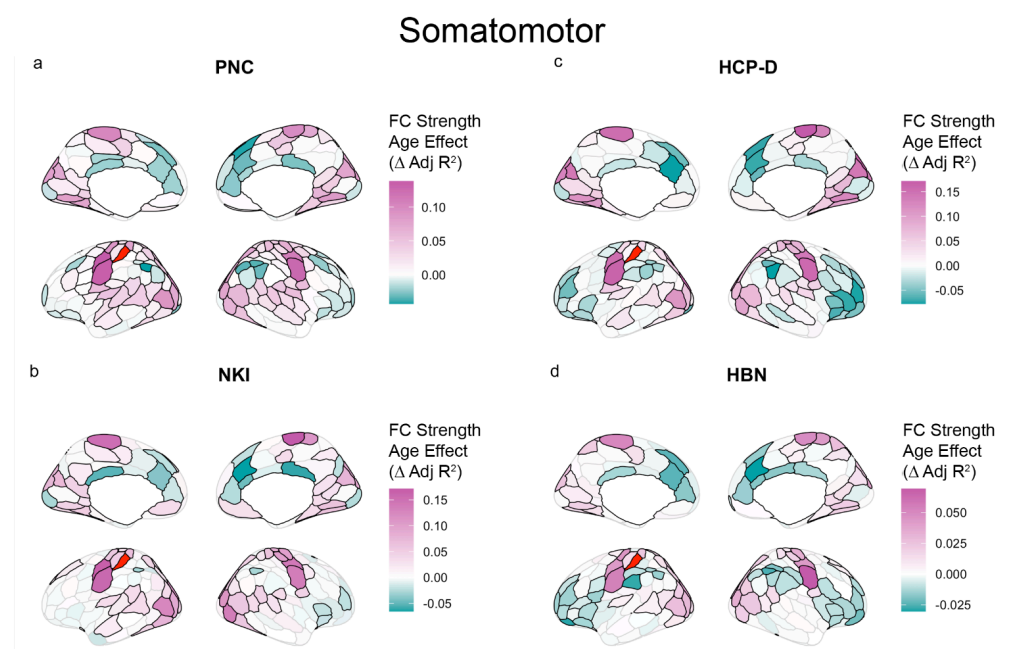 Somatomotor
a
PNC
FC Strength
Age Effect
(Δ Adj R²)
0.10
0.05
0.00
c
HCP-D
FC Strength
Age Effect
(Δ Adj R²)
0.15
0.10
0.05
0.00
-0.05
b
NKI
FC Strength
Age Effect
(Δ Adj R²)
0.15
0.10
0.05
0.00
-0.05
d
HBN
FC Strength
Age Effect
(Δ Adj R²)
0.050
0.025
0.000
-0.025